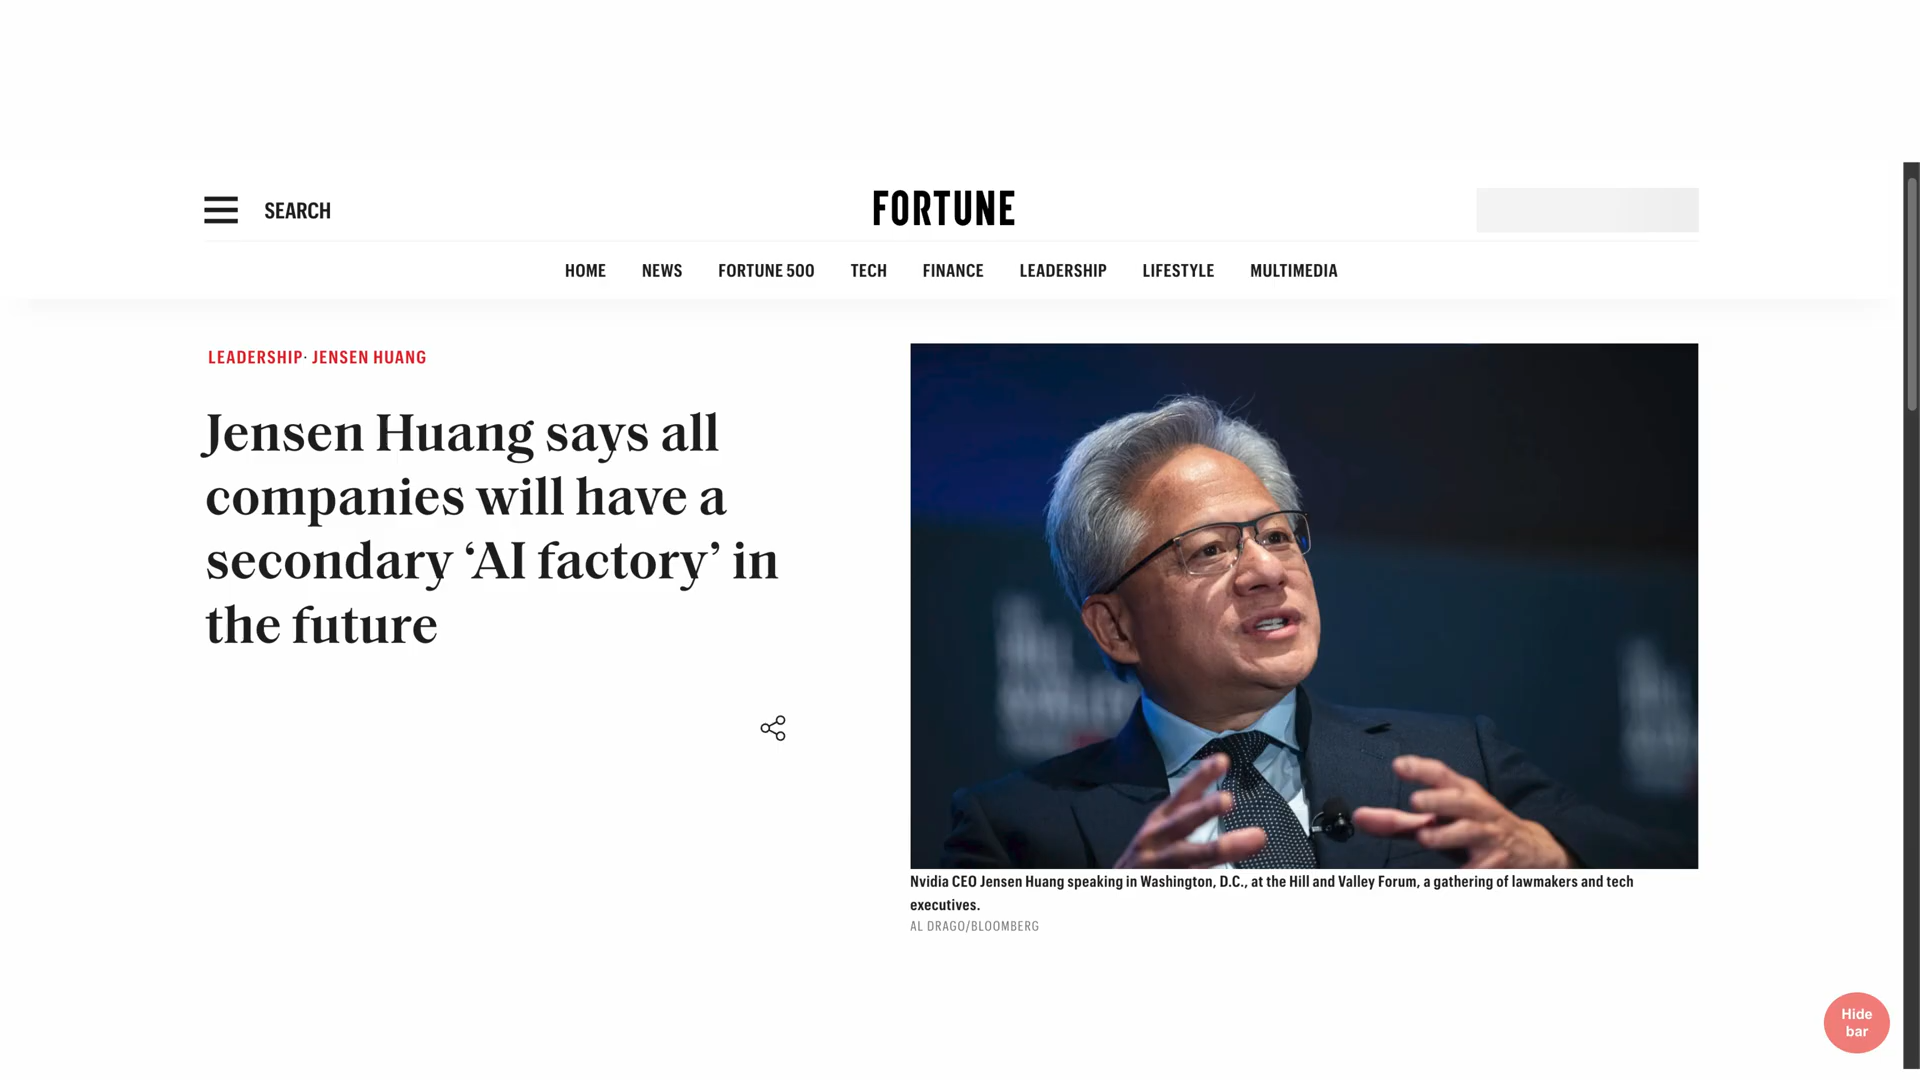 SEARCH
FORTUNE
HOME NEWS FORTUNE 500 TECH FINANCE LEADERSHIP LIFESTYLE MULTIMEDIA
LEADERSHIP· JENSEN HUANG
Jensen Huang says all
companies will have a
secondary ‘AI factory’ in
the future
Nvidia CEO Jensen Huang speaking in Washington, D.C., at the Hill and Valley Forum, a gathering of lawmakers and tech
executives.
AL DRAGO/BLOOMBERG
Hide
bar